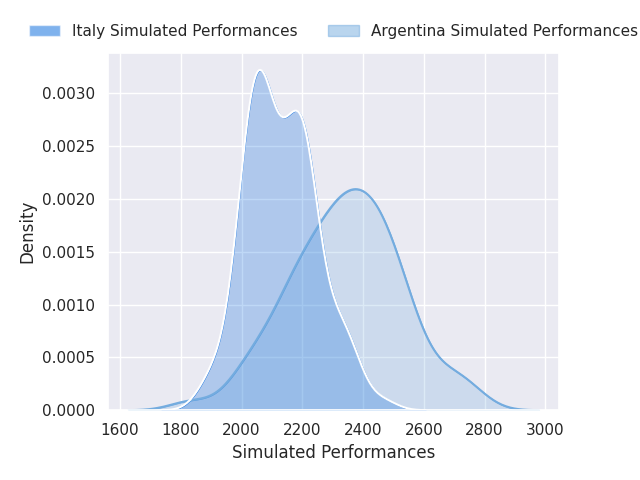 Italy Simulated Performances
Argentina Simulated Performances
0.0030
0.0025
0.0020
0.0015
0.0010
0.0005
0.0000
Density
1600 1800 2000 2200 2400 2600 2800 3000
Simulated Performances